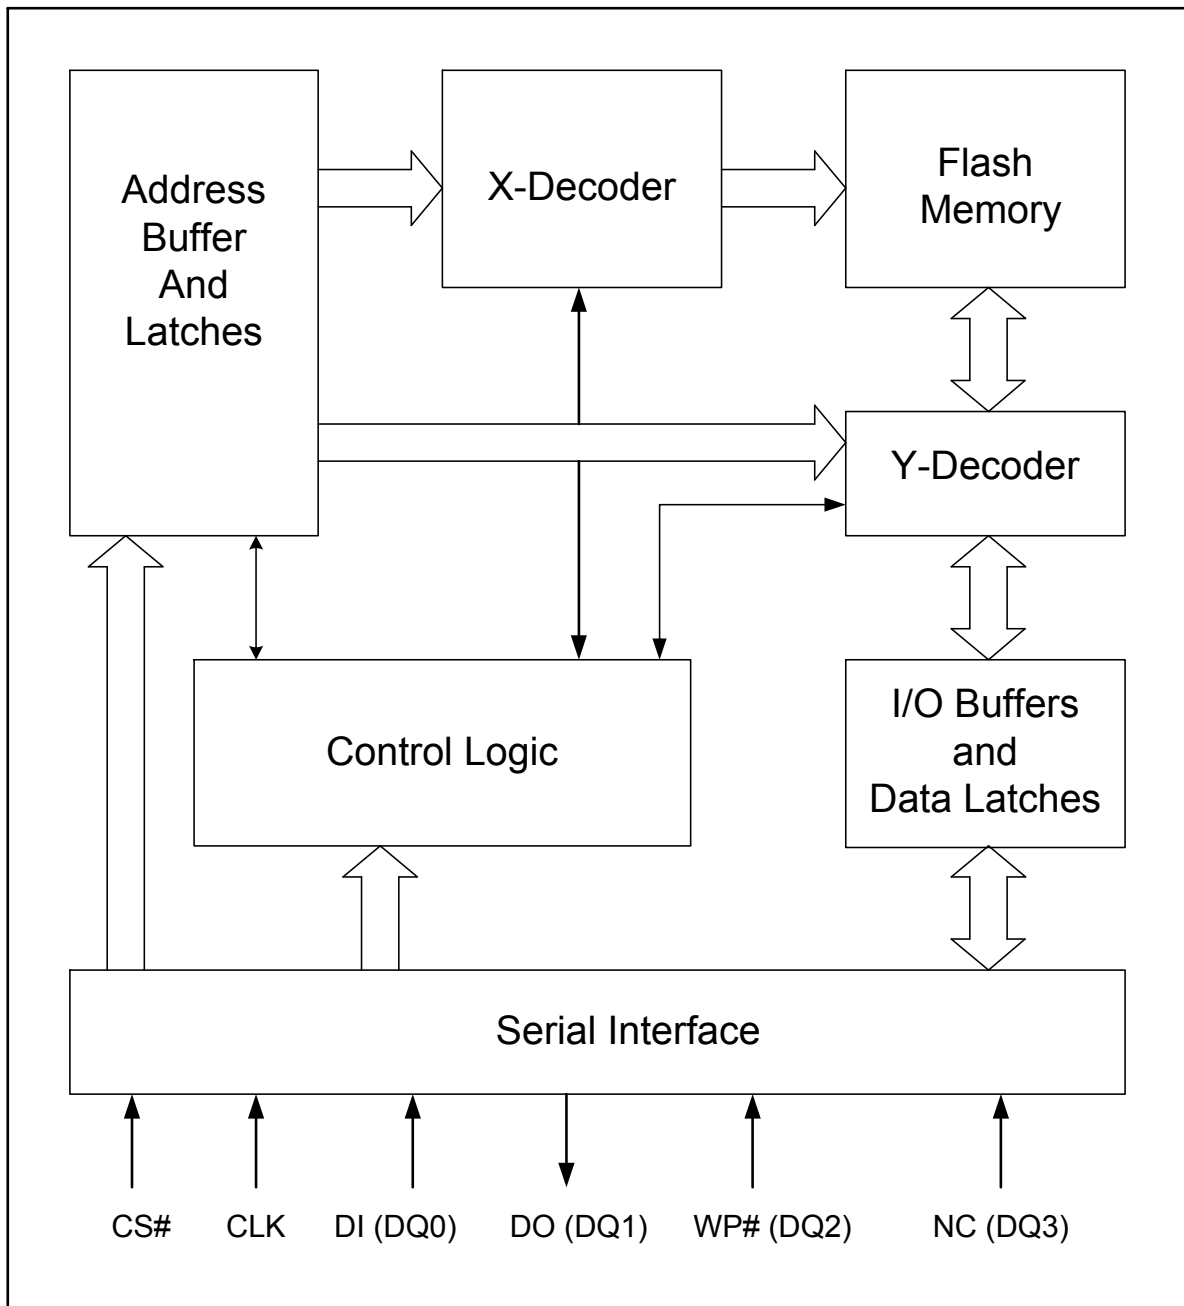 Address
Buffer
And
Latches
X-Decoder
Flash
Memory
Y-Decoder
Control Logic
I/O Buffers
and
Data Latches
Serial Interface
CS#
CLK
DI (DQ0)
DO (DQ1)
WP# (DQ2)
NC (DQ3)